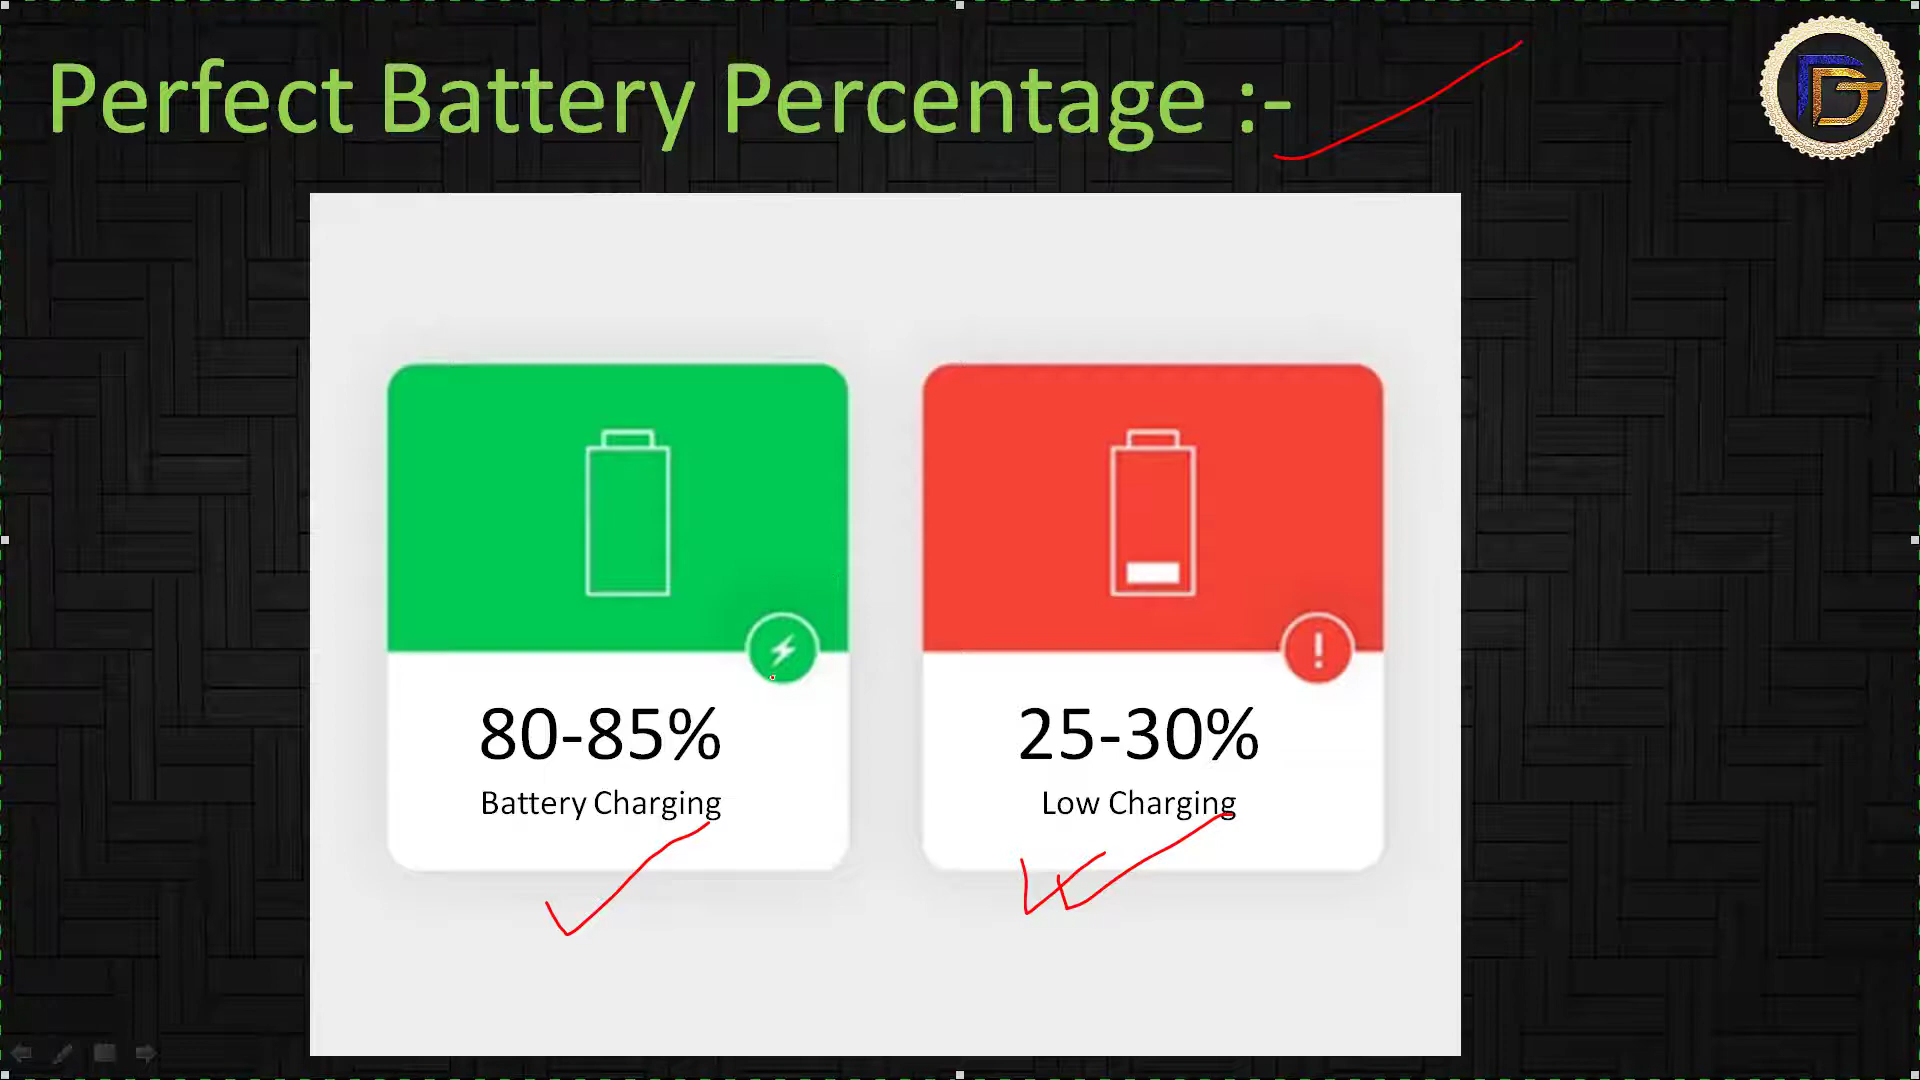 Perfect Battery Percentage :-
80-85%
Battery Charging
25-30%
Low Charging